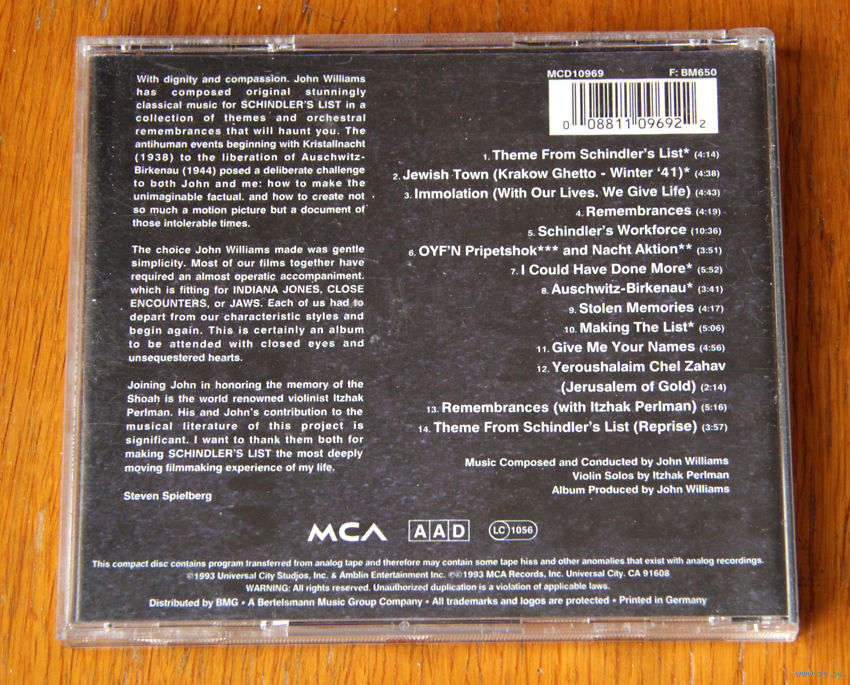 With dignity and compassion. John Williams
has composed original stunningly
classical music for SCHINDLER'S LIST in a
collection of themes and orchestral
remembrances that will haunt you. The
antihuman events beginning with Kristallnacht
(1938) to the liberation of Auschwitz-
Birkenau (1944) posed a deliberate challenge
to both John and me: how to make the
unimaginable factual. and how to create not
so much a motion picture but a document of
those intolerable times.
The choice John Williams made was gentle
simplicity. Most of our films together have
required an almost operatic accompaniment.
which is fitting for INDIANA JONES, CLOSE
ENCOUNTERS, or JAWS. Each of us had to
depart from our characteristic styles and
begin again. This is certainly an album
to be attended with closed eyes and
unsequestered hearts.
Joining John in honoring the memory of the
Shoah is the world renowned violinist Itzhak
Perlman. His and John's contribution to the
musical literature of this project is
significant. I want to thank them both for
making SCHINDLER'S LIST the most deeply
moving filmmaking experience of my life.
Steven Spielberg
MCD10969 F: BM650
0 08811 09692 2
1. Theme From Schindler's List* (4:14)
2. Jewish Town (Krakow Ghetto - Winter '41)* (4:38)
3. Immolation (With Our Lives. We Give Life) (4:43)
4. Remembrances (4:19)
5. Schindler's Workforce (10:36)
6. OYF'N Pripetshok*** and Nacht Aktion** (3:51)
7. I Could Have Done More* (5:52)
8. Auschwitz-Birkenau* (3:41)
9. Stolen Memories (4:17)
10. Making The List* (5:06)
11. Give Me Your Names (4:56)
12. Yeroushalaim Chel Zahav
(Jerusalem of Gold) (2:14)
13. Remembrances (with Itzhak Perlman) (5:16)
14. Theme From Schindler's List (Reprise) (3:57)
Music Composed and Conducted by John Williams
Violin Solos by Itzhak Perlman
Album Produced by John Williams
MCA AAD LC 1056
This compact disc contains program transferred from analog tape and therefore may contain some tape hiss and other anomalies that exist with analog recordings.
©1993 Universal City Studjos, Inc. & Amblin Entertainment Inc. ℗©1993 MCA Records, Inc. Universal City. CA 91608
WARNING: All rights reserved. Unauthorized duplication is a violation of applicable laws.
Distributed by BMG • A Bertelsmann Music Group Company • All trademarks and logos are protected • Printed in Germany